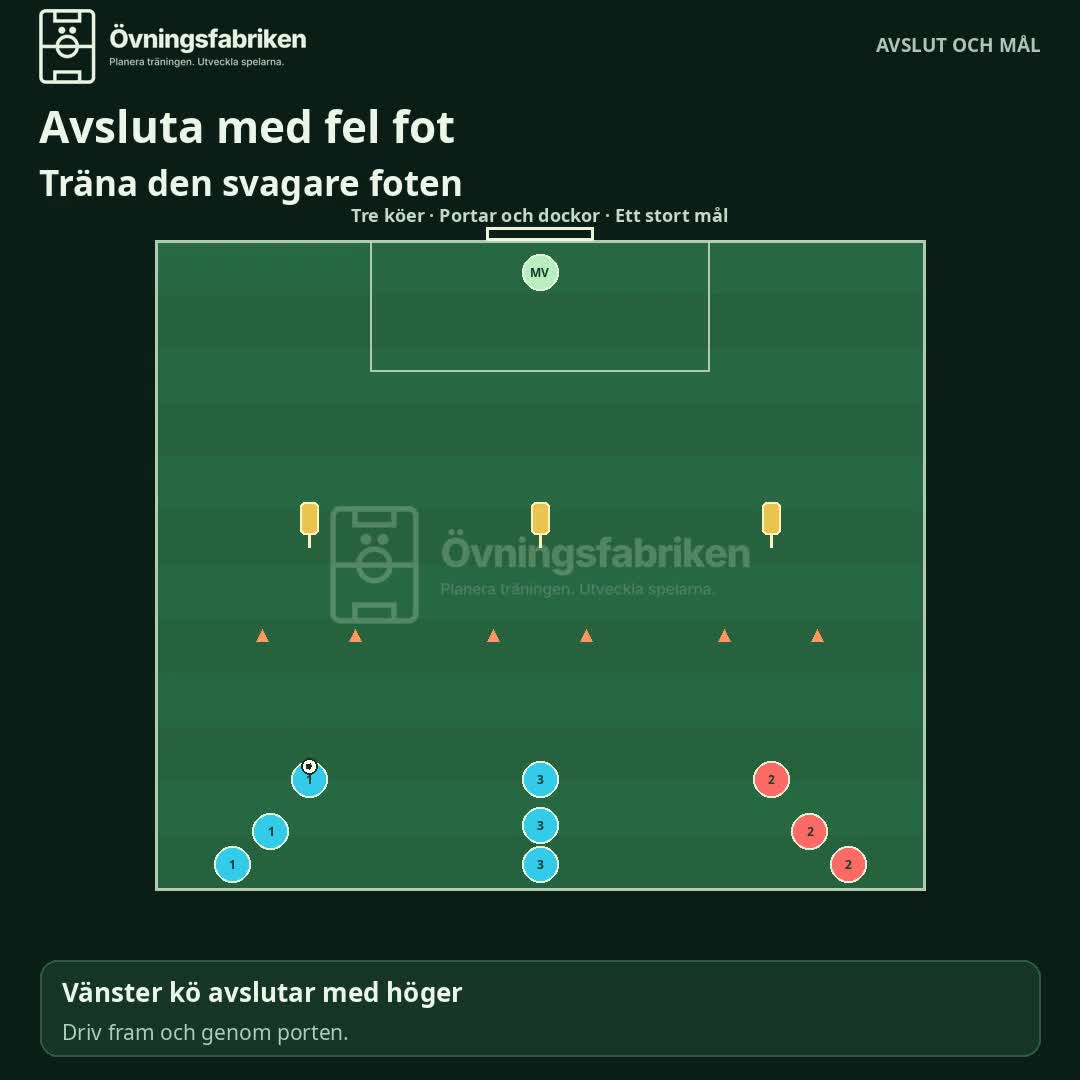 Övningsfabriken
Planera träningen. Utveckla spelarna.
AVSLUT OCH MÅL
Avsluta med fel fot
Träna den svagare foten
Tre köer · Portar och dockor · Ett stort mål
MV
Övningsfabriken
Planera träningen. Utveckla spelarna.
1
3
2
1
3
2
1
3
2
Vänster kö avslutar med höger
Driv fram och genom porten.